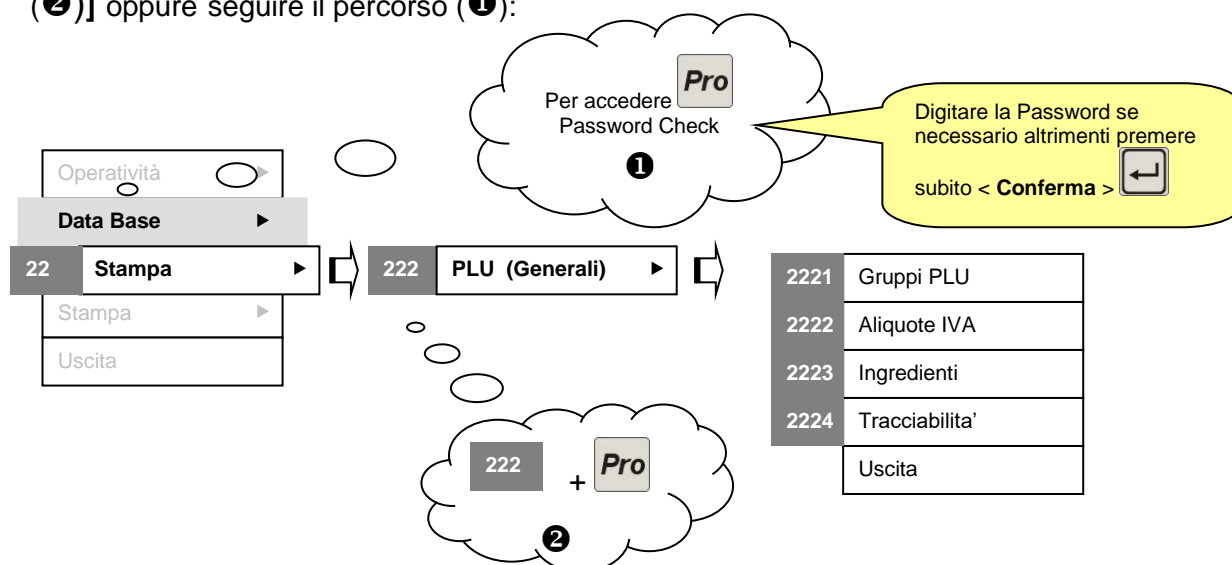 (❷)] oppure seguire il percorso (❶):
Per accedere Pro
Password Check
❶
Digitare la Password se
necessario altrimenti premere
subito < Conferma >
Operatività
Data Base
22 Stampa
Stampa
Uscita
222 PLU (Generali)
2221 Gruppi PLU
2222 Aliquote IVA
2223 Ingredienti
2224 Tracciabilita’
Uscita
222 + Pro
❷